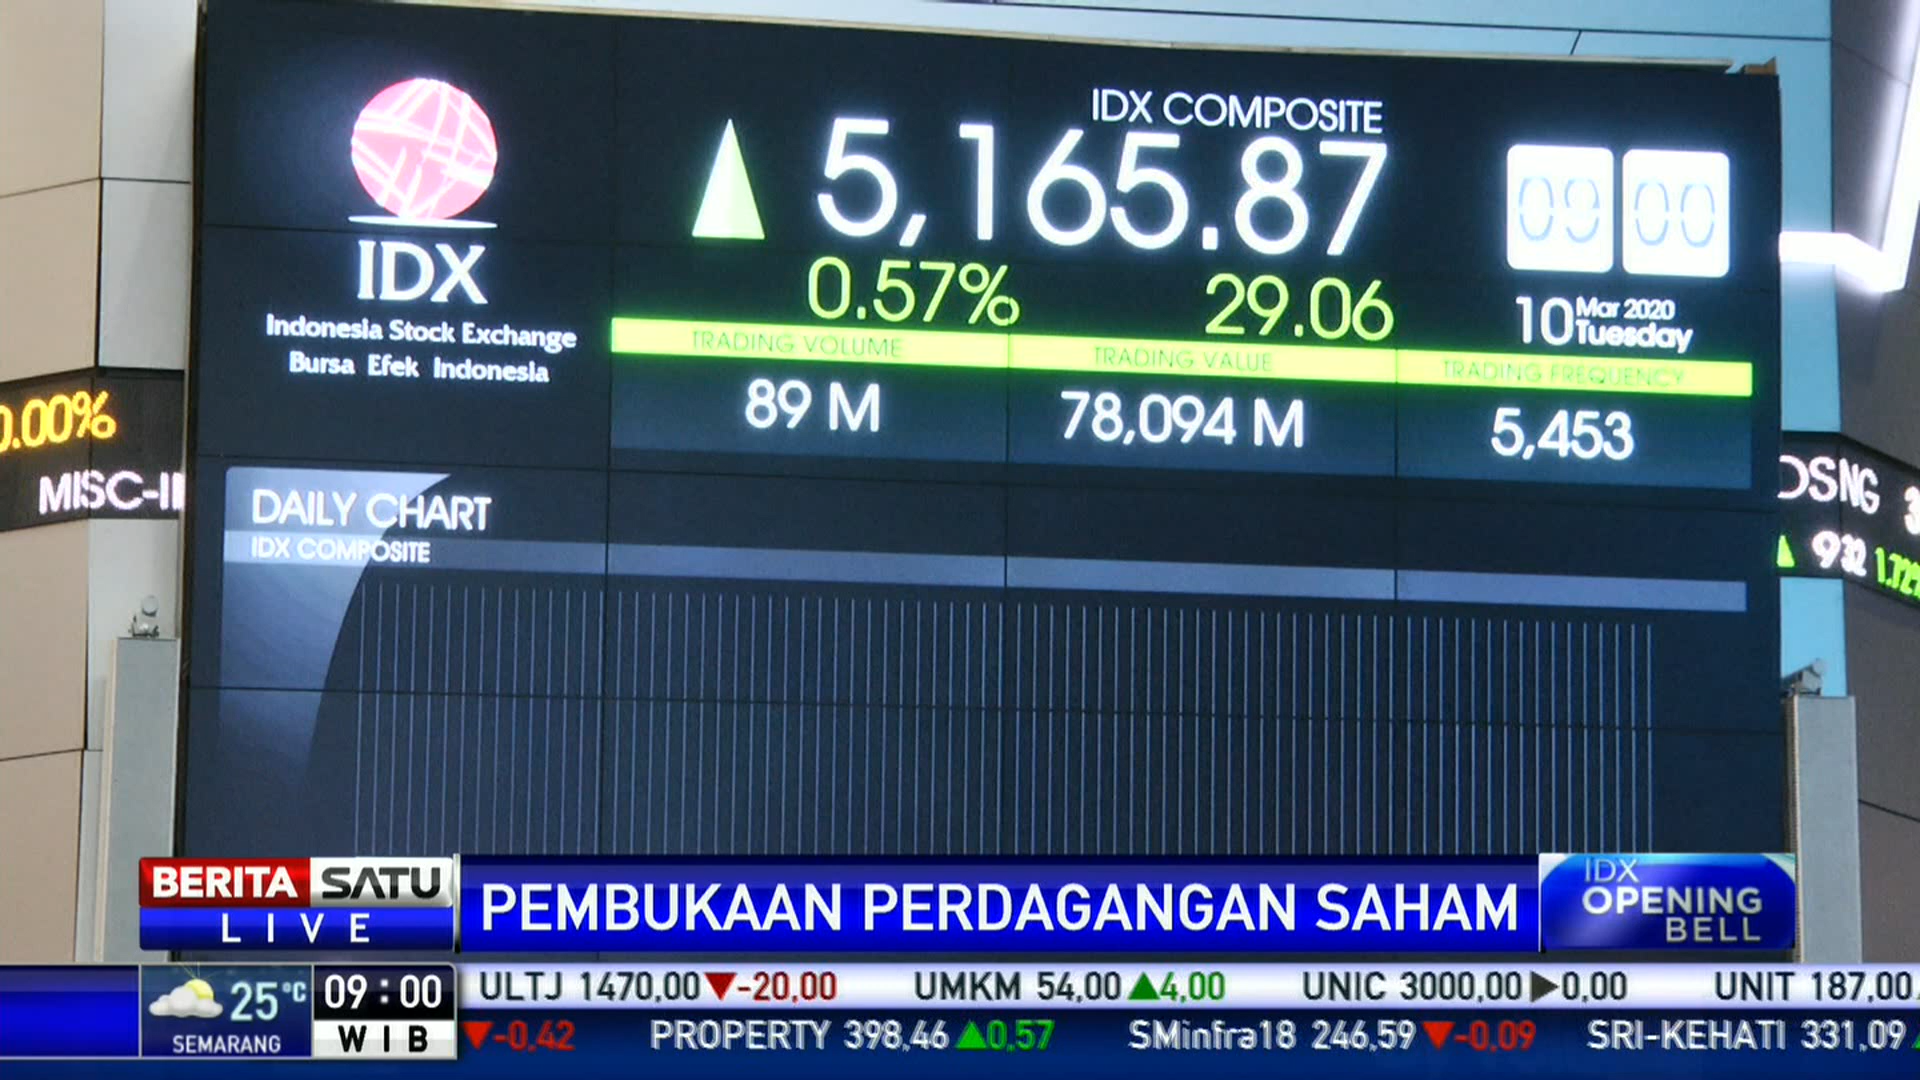 IDX COMPOSITE
▲ 5,165.87
0.57% 29.06
09 00
10 Mar 2020
Tuesday
IDX
Indonesia Stock Exchange
Bursa Efek Indonesia
TRADING VOLUME TRADING VALUE TRADING FREQUENCY
89 M 78,094 M 5,453
0.00%
MISC-I
DSNG 3
▲ 932 1.72
DAILY CHART
IDX COMPOSITE
BERITA SATU
LIVE
PEMBUKAAN PERDAGANGAN SAHAM
IDX
OPENING
BELL
25°C
SEMARANG
09:00
WIB
ULTJ 1470,00▼-20,00 UMKM 54,00▲4,00 UNIC 3000,00▶0,00 UNIT 187,00
▼-0,42 PROPERTY 398,46▲0,57 SMinfra18 246,59▼-0,09 SRI-KEHATI 331,09